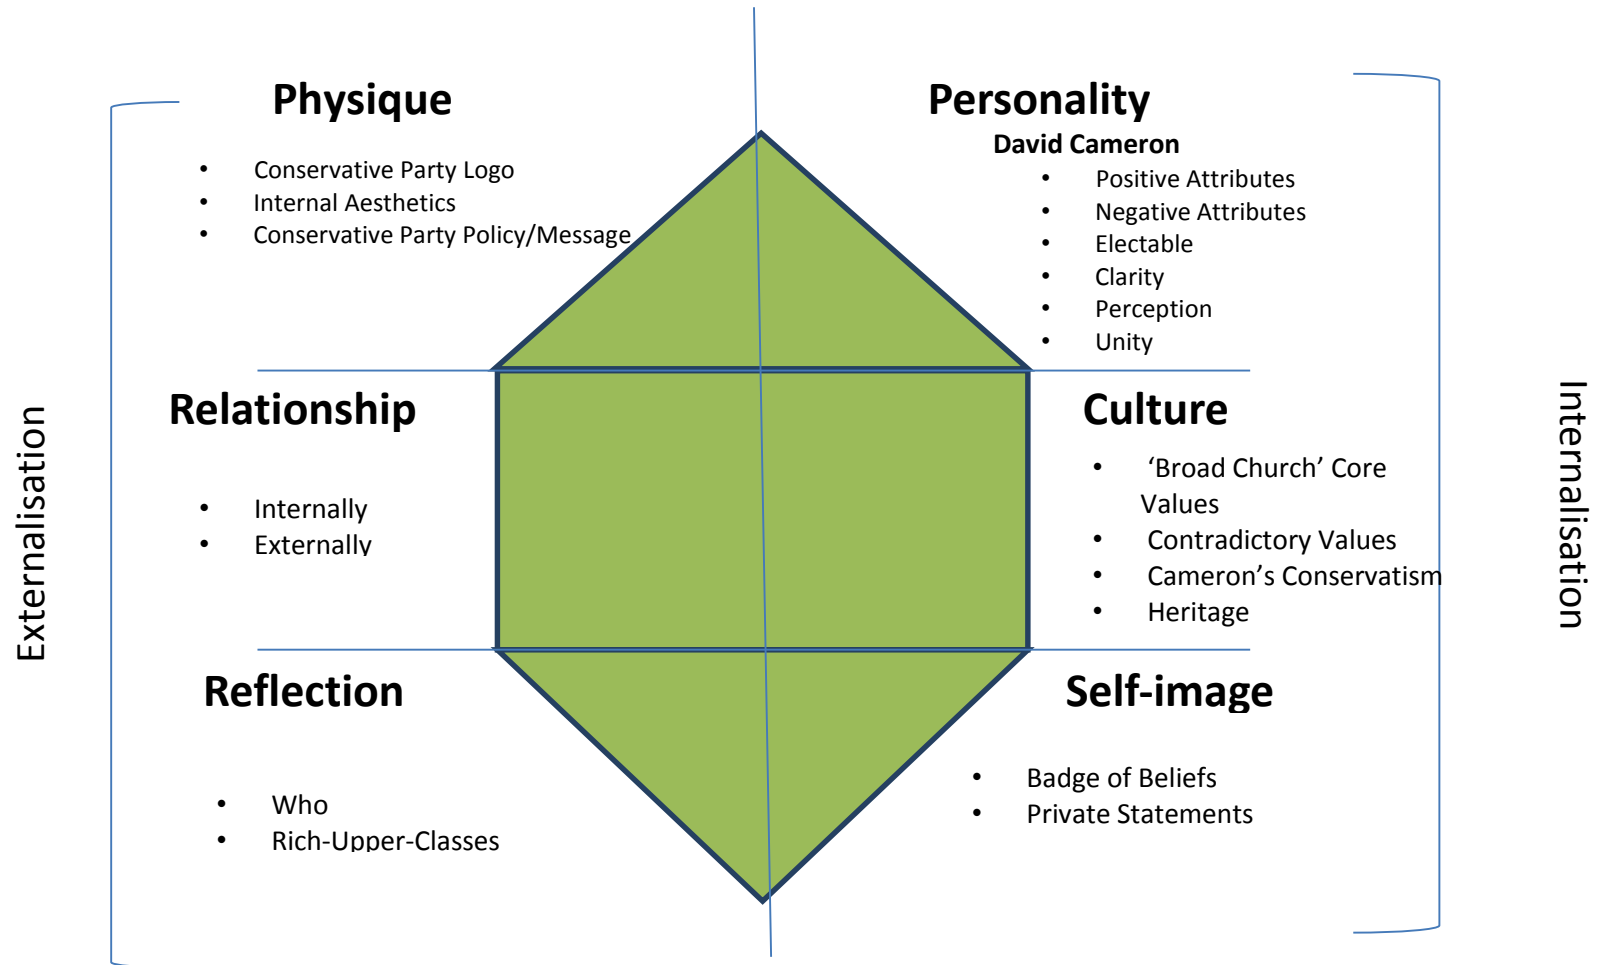 Physique
• Conservative Party Logo
• Internal Aesthetics
• Conservative Party Policy/Message
Personality
David Cameron
• Positive Attributes
• Negative Attributes
• Electable
• Clarity
• Perception
• Unity
Externalisation
Relationship
• Internally
• Externally
Culture
• ‘Broad Church’ Core
Values
• Contradictory Values
• Cameron’s Conservatism
• Heritage
Internalisation
Reflection
• Who
• Rich-Upper-Classes
Self-image
• Badge of Beliefs
• Private Statements